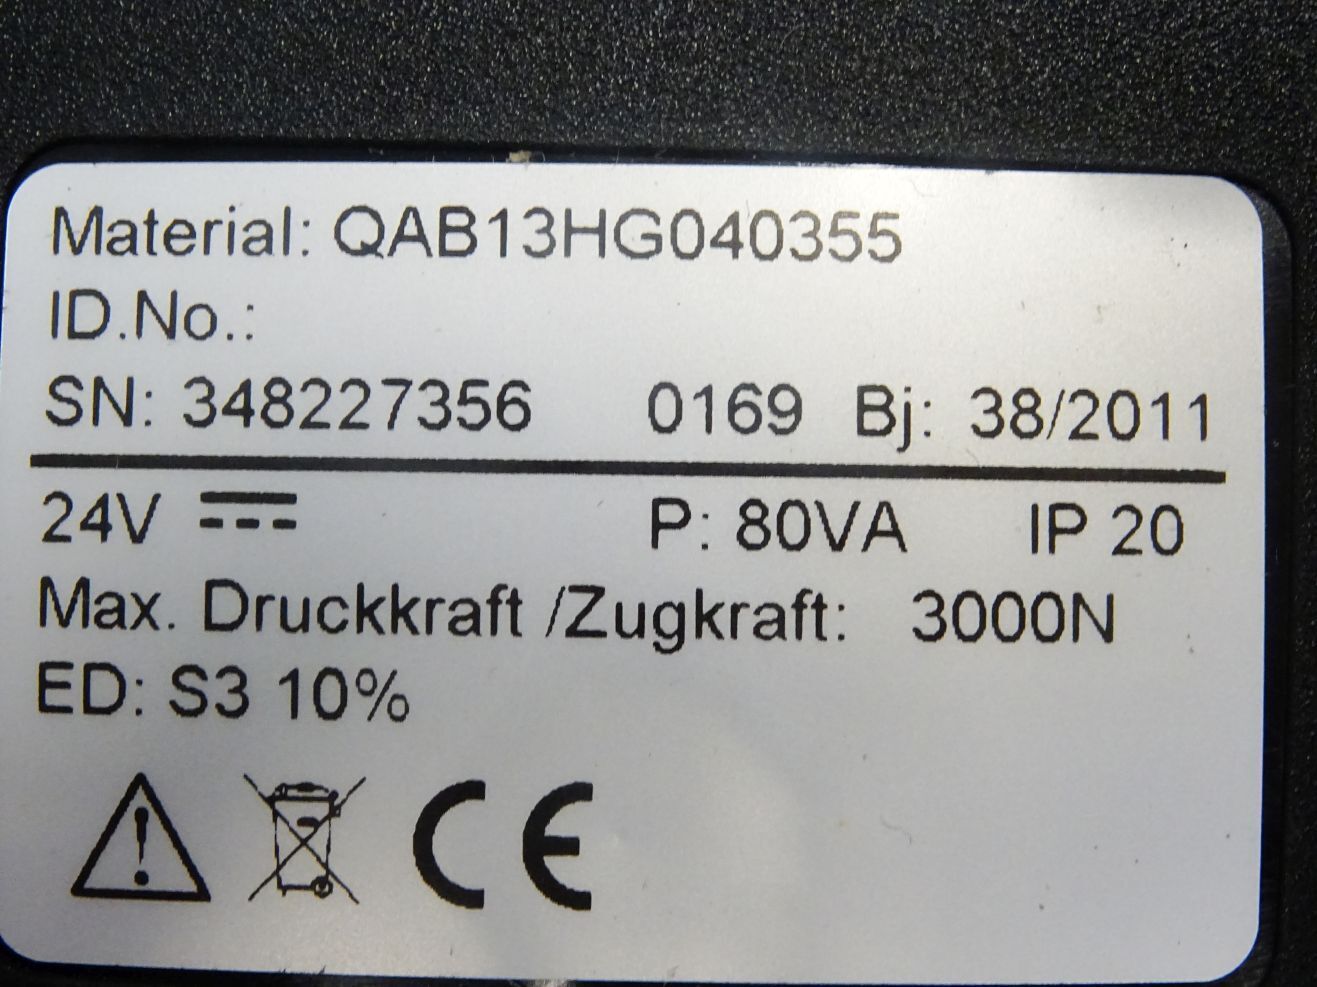 Material: QAB13HG040355
ID.No.:
SN: 348227356 0169 Bj: 38/2011
24V P: 80VA IP 20
Max. Druckkraft /Zugkraft: 3000N
ED: S3 10%
CE